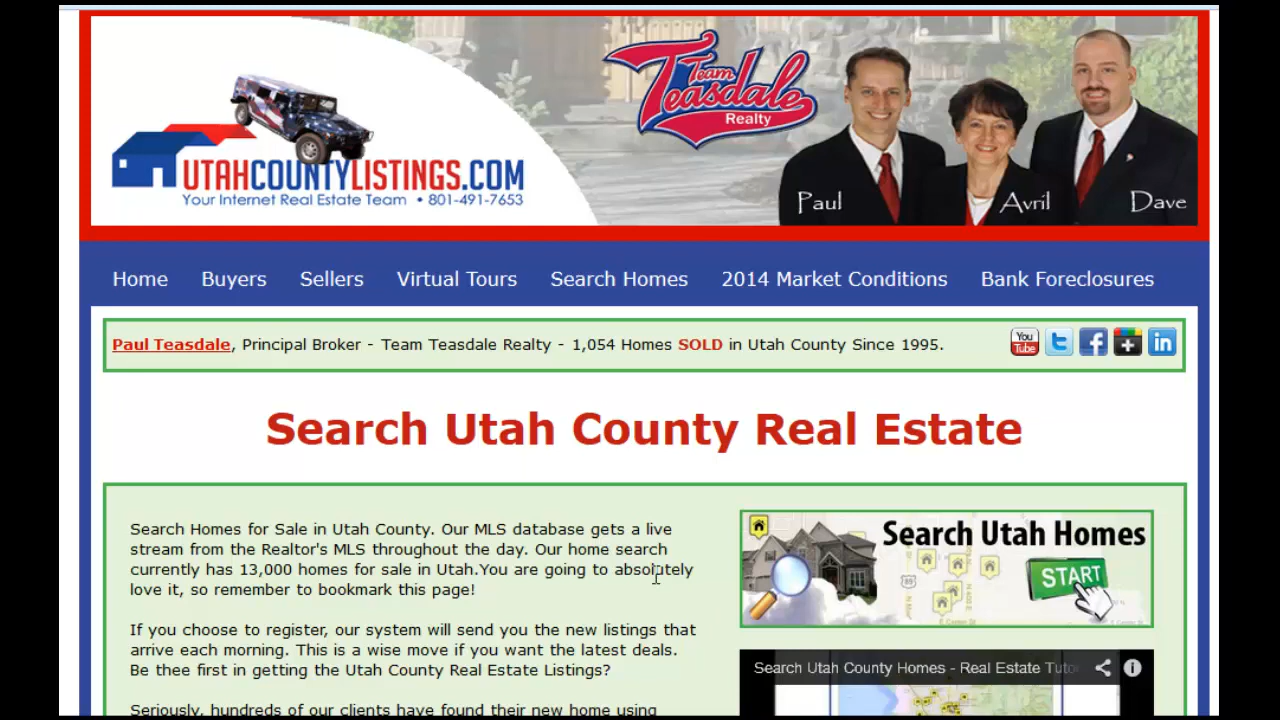 Team
Teasdale
Realty
UTAHCOUNTYLISTINGS.COM
Your Internet Real Estate Team • 801-491-7653
Paul Avril Dave
Home Buyers Sellers Virtual Tours Search Homes 2014 Market Conditions Bank Foreclosures
Paul Teasdale, Principal Broker - Team Teasdale Realty - 1,054 Homes SOLD in Utah County Since 1995.
You
Tube
t f + in
Search Utah County Real Estate
Search Homes for Sale in Utah County. Our MLS database gets a live
stream from the Realtor's MLS throughout the day. Our home search
currently has 13,000 homes for sale in Utah.You are going to absolutely
love it, so remember to bookmark this page!
If you choose to register, our system will send you the new listings that
arrive each morning. This is a wise move if you want the latest deals.
Be thee first in getting the Utah County Real Estate Listings?
Seriously, hundreds of our clients have found their new home using
Search Utah Homes
START
89
Search Utah County Homes - Real Estate Tuto